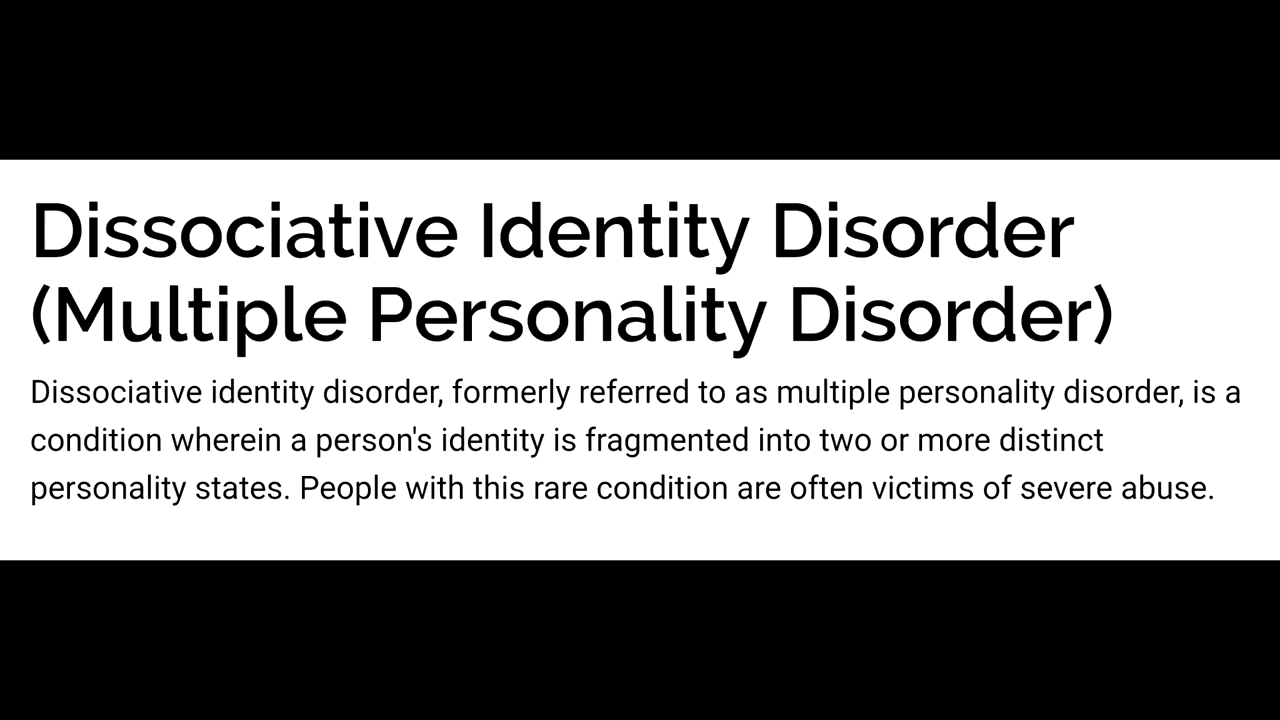 Dissociative Identity Disorder
(Multiple Personality Disorder)
Dissociative identity disorder, formerly referred to as multiple personality disorder, is a
condition wherein a person's identity is fragmented into two or more distinct
personality states. People with this rare condition are often victims of severe abuse.